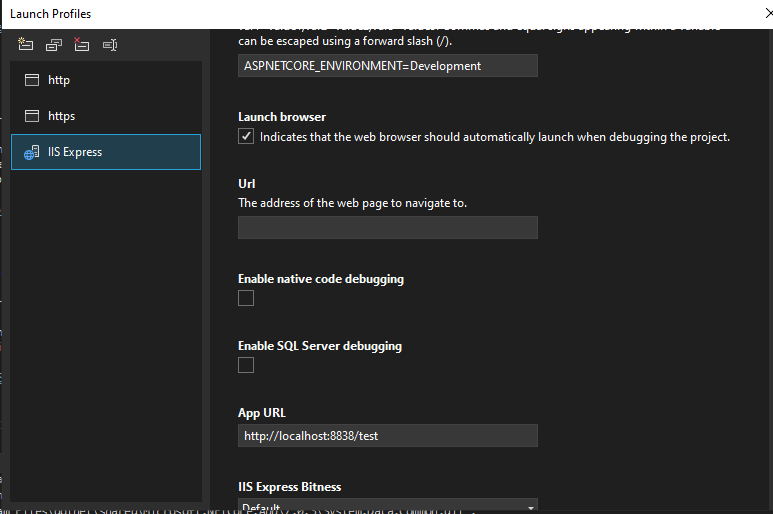 Launch Profiles
http
https
IIS Express
can be escaped using a forward slash (/).
ASPNETCORE_ENVIRONMENT=Development
Launch browser
Indicates that the web browser should automatically launch when debugging the project.
Url
The address of the web page to navigate to.
Enable native code debugging
Enable SQL Server debugging
App URL
http://localhost:8838/test
IIS Express Bitness
Default